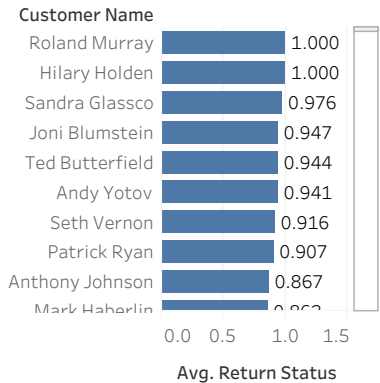 Customer Name
Roland Murray 1.000
Hilary Holden 1.000
Sandra Glassco 0.976
Joni Blumstein 0.947
Ted Butterfield 0.944
Andy Yotov 0.941
Seth Vernon 0.916
Patrick Ryan 0.907
Anthony Johnson 0.867
Mark Haberlin
0.0 0.5 1.0 1.5
Avg. Return Status